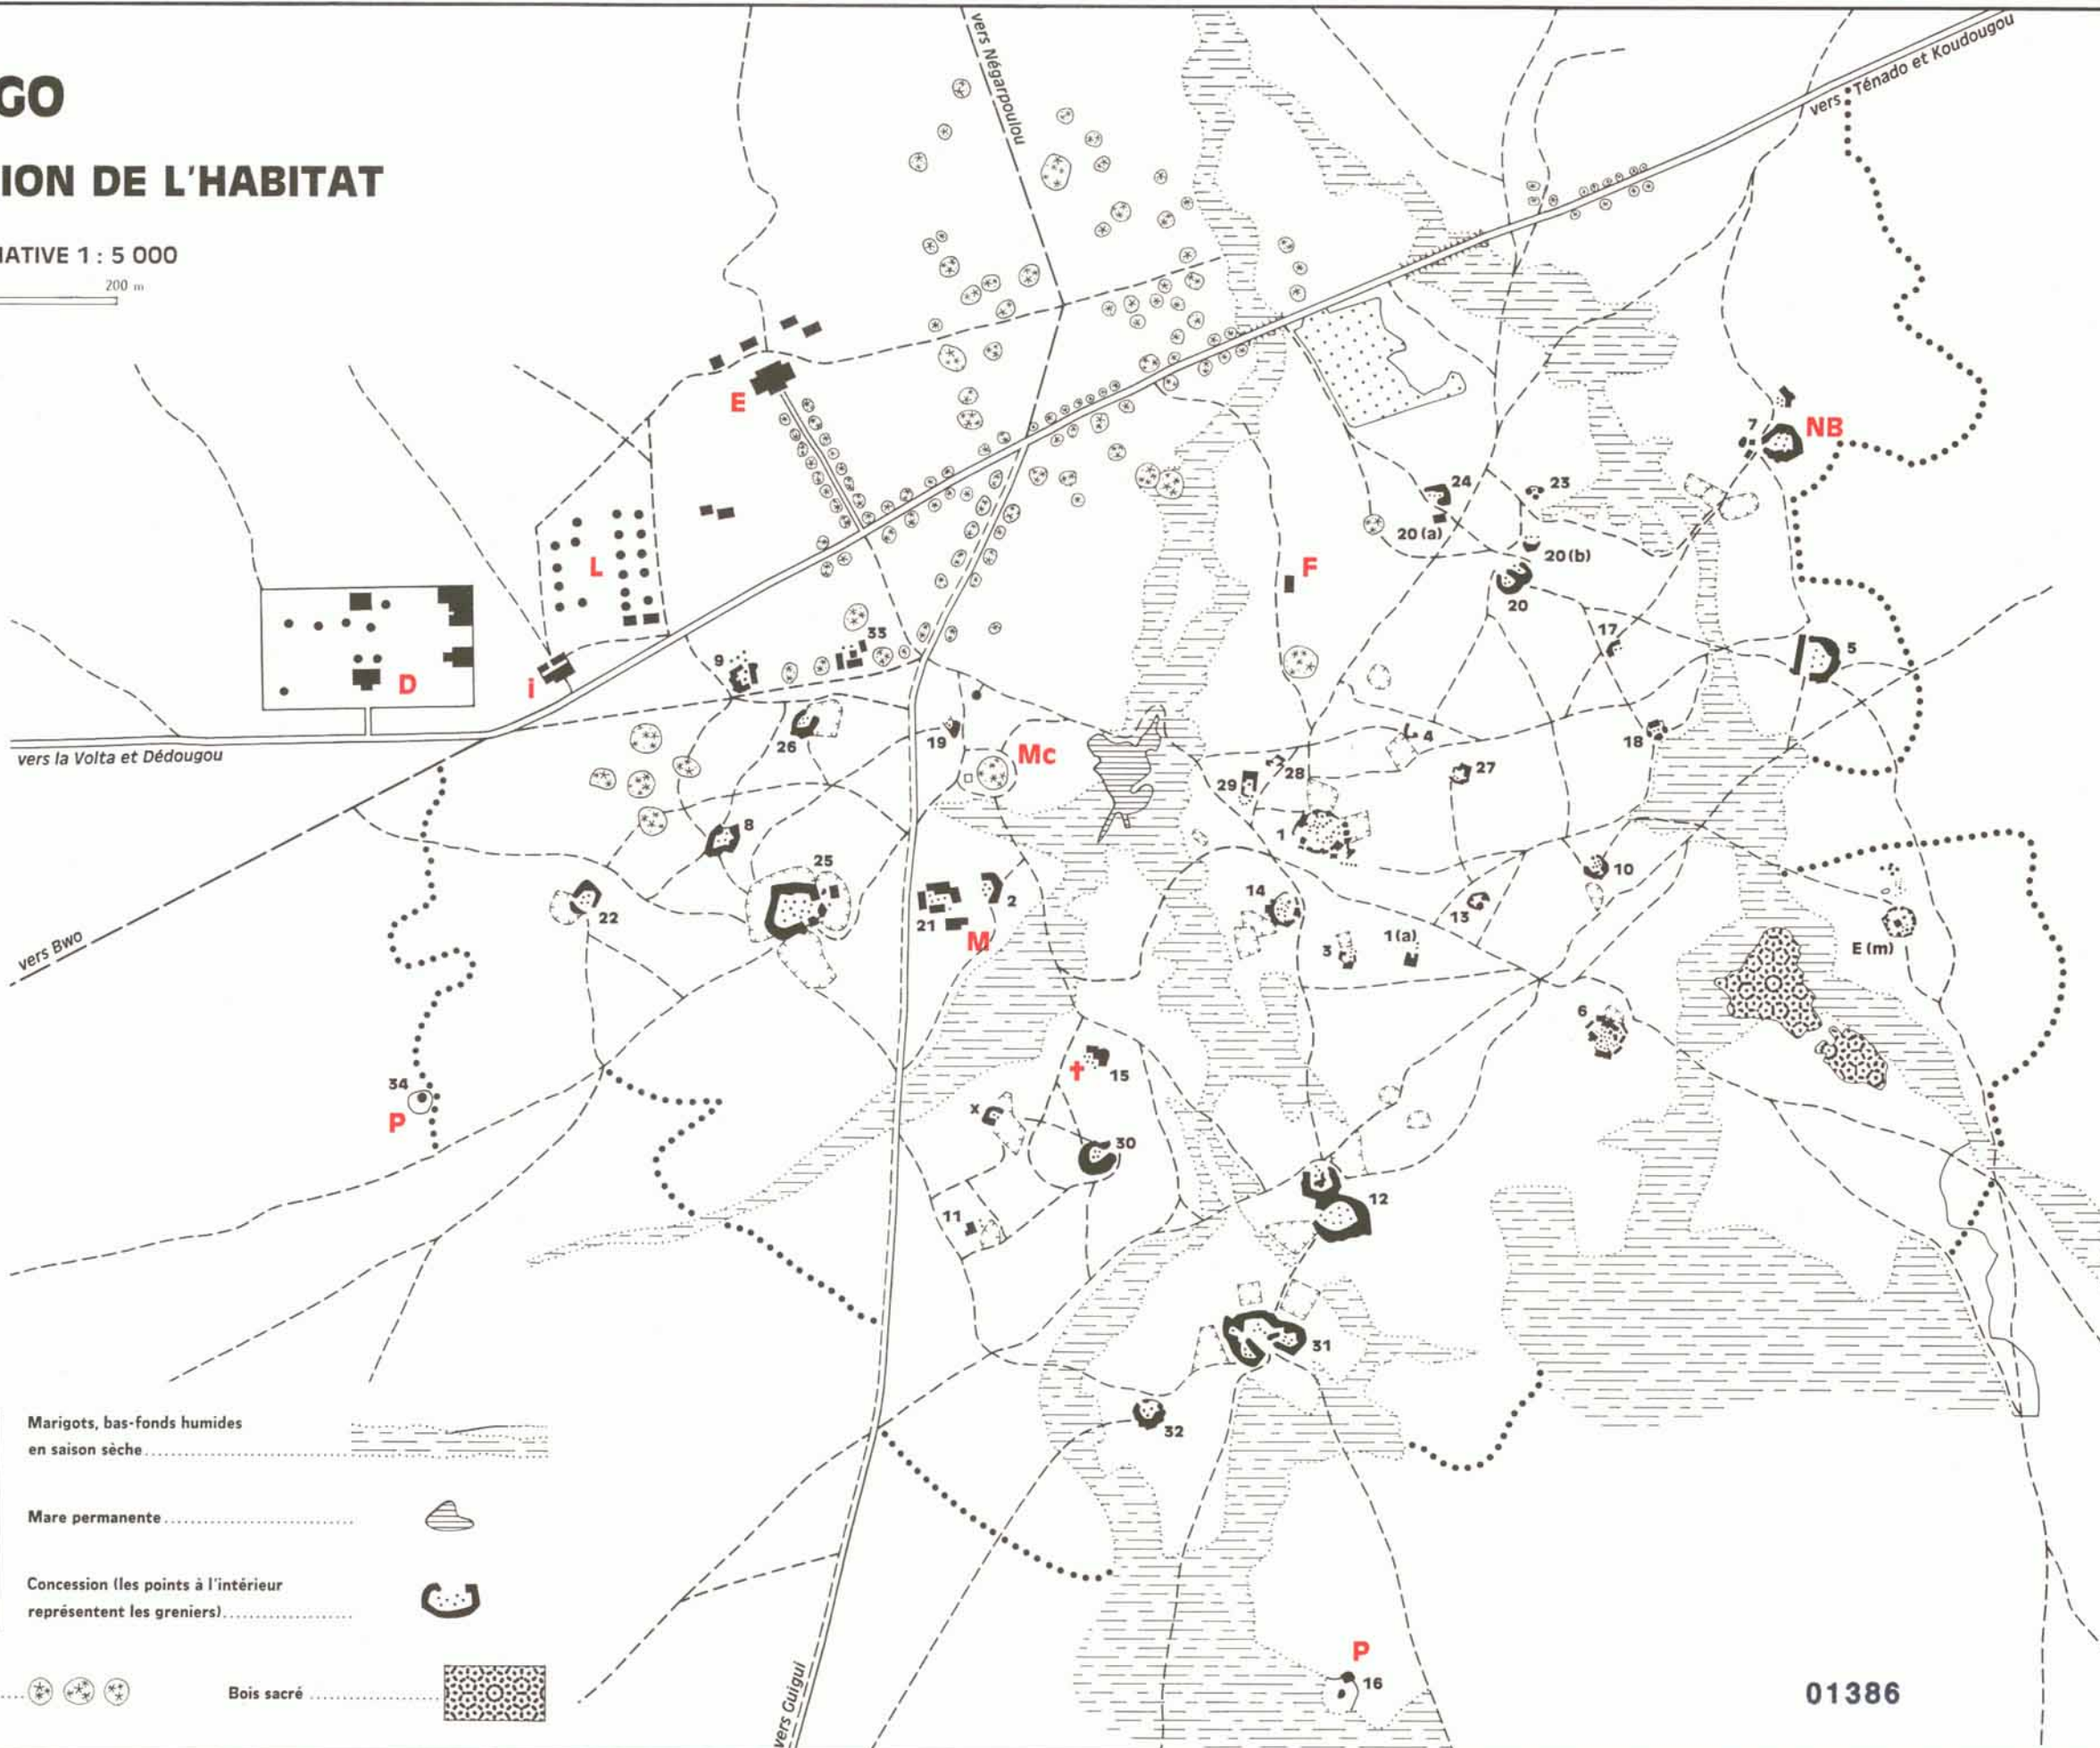 GO
ION DE L'HABITAT
IATIVE 1 : 5 000
200 m
vers Négarpoulou
vers Ténado et Koudougou
E
7
NB
24
23
20 (a)
20 (b)
20
L
F
17
5
33
9
D
i
26
19
Mc
4
18
vers la Volta et Dédougou
28
27
29
8
1
25
10
2
14
22
21
M
13
1 (a)
3
E (m)
vers Bwo
6
34
P
†
15
x
30
12
11
31
32
Marigots, bas-fonds humides
en saison sèche
Mare permanente
Concession (les points à l'intérieur
représentent les greniers)
Bois sacré
vers Guigui
P
16
01386